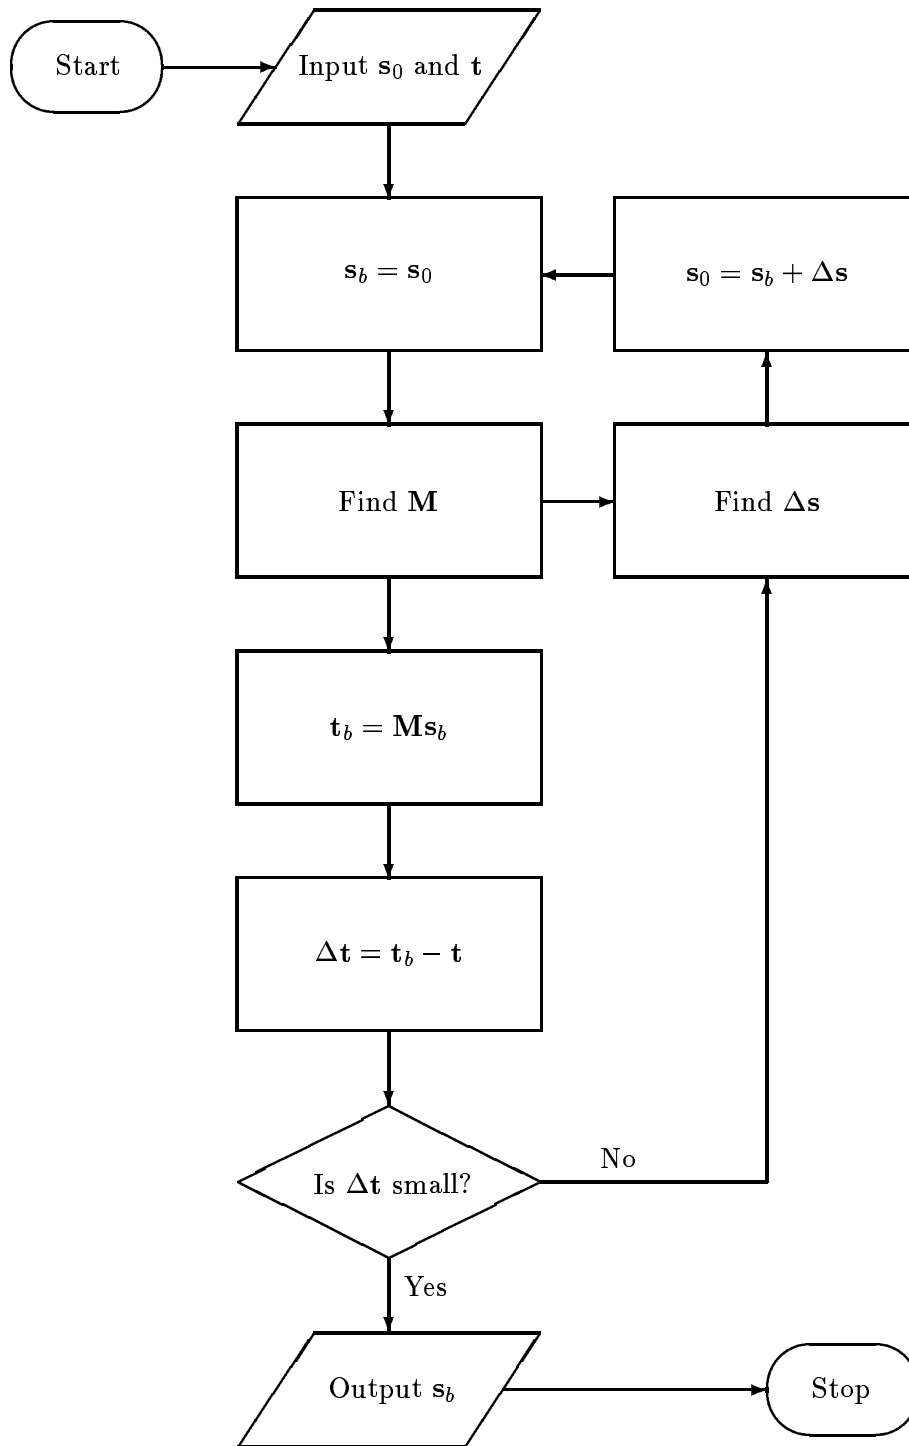 Start
Input s₀ and t
s_b = s₀
s₀ = s_b + Δs
Find M
Find Δs
t_b = Ms_b
Δt = t_b − t
Is Δt small?
No
Yes
Output s_b
Stop